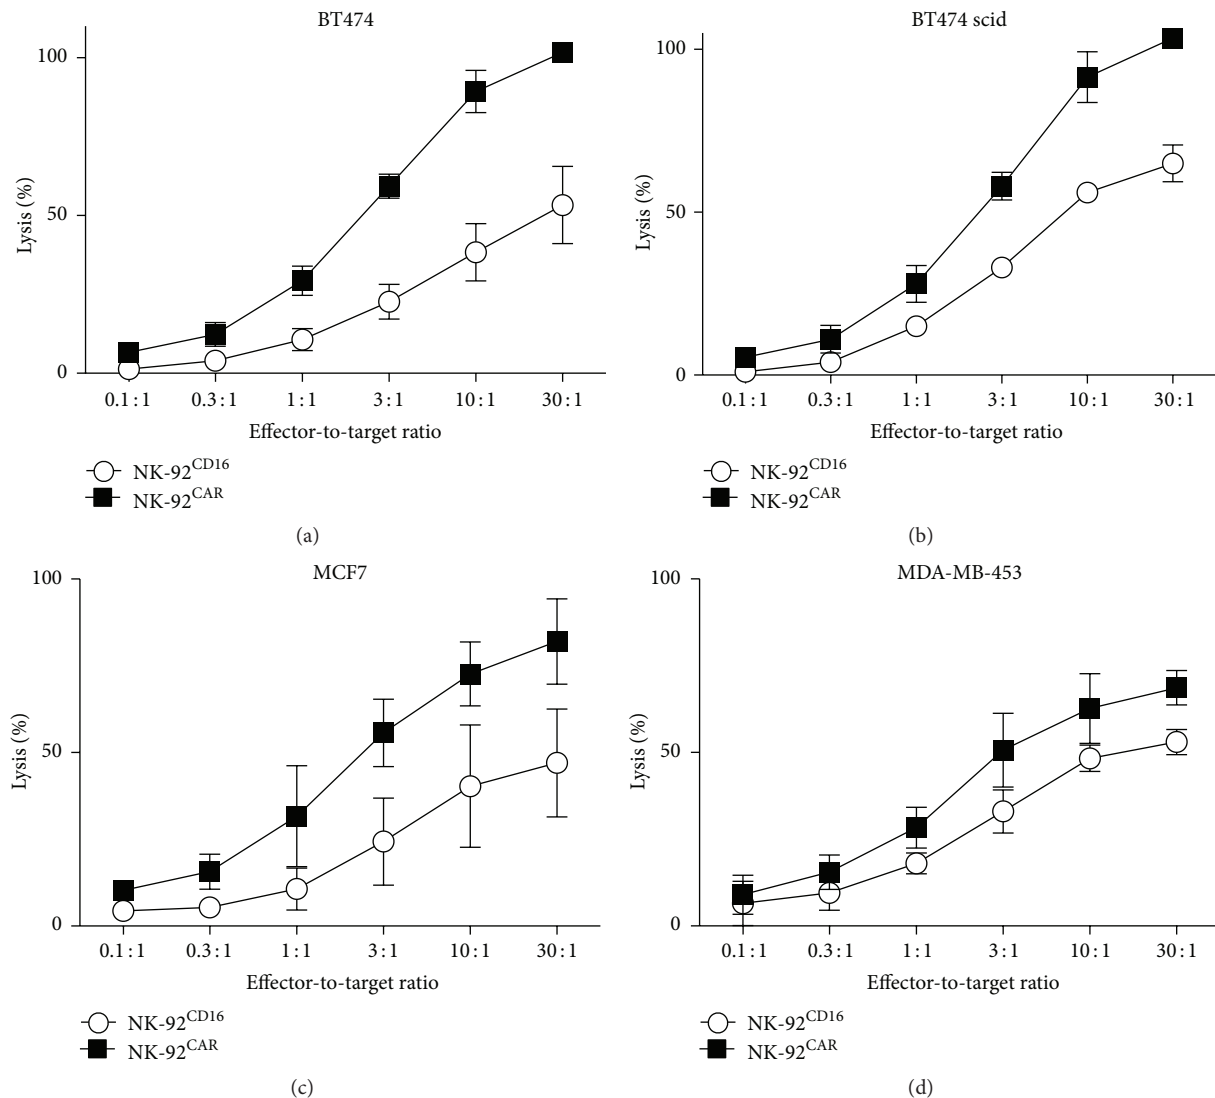 BT474
100
50
0
Lysis (%)
0.1 : 1 0.3 : 1 1 : 1 3 : 1 10 : 1 30 : 1
Effector-to-target ratio
NK-92CD16
NK-92CAR
(a)
BT474 scid
100
50
0
Lysis (%)
0.1 : 1 0.3 : 1 1 : 1 3 : 1 10 : 1 30 : 1
Effector-to-target ratio
NK-92CD16
NK-92CAR
(b)
MCF7
100
50
0
Lysis (%)
0.1 : 1 0.3 : 1 1 : 1 3 : 1 10 : 1 30 : 1
Effector-to-target ratio
NK-92CD16
NK-92CAR
(c)
MDA-MB-453
100
50
0
Lysis (%)
0.1 : 1 0.3 : 1 1 : 1 3 : 1 10 : 1 30 : 1
Effector-to-target ratio
NK-92CD16
NK-92CAR
(d)